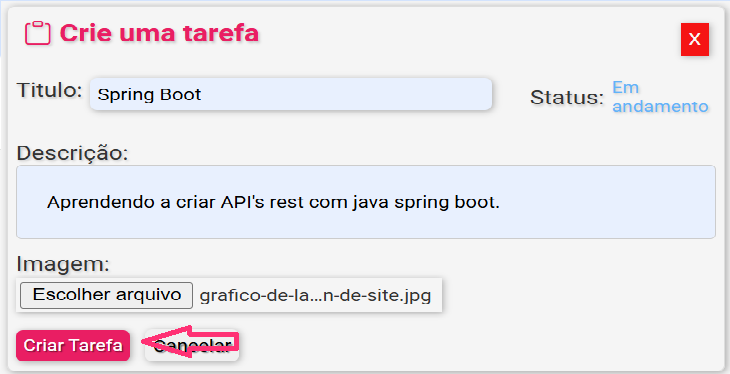 Crie uma tarefa
X
Titulo: Spring Boot
Status: Em
andamento
Descrição:
Aprendendo a criar API's rest com java spring boot.
Imagem:
Escolher arquivo grafico-de-la...n-de-site.jpg
Criar Tarefa Cancelar